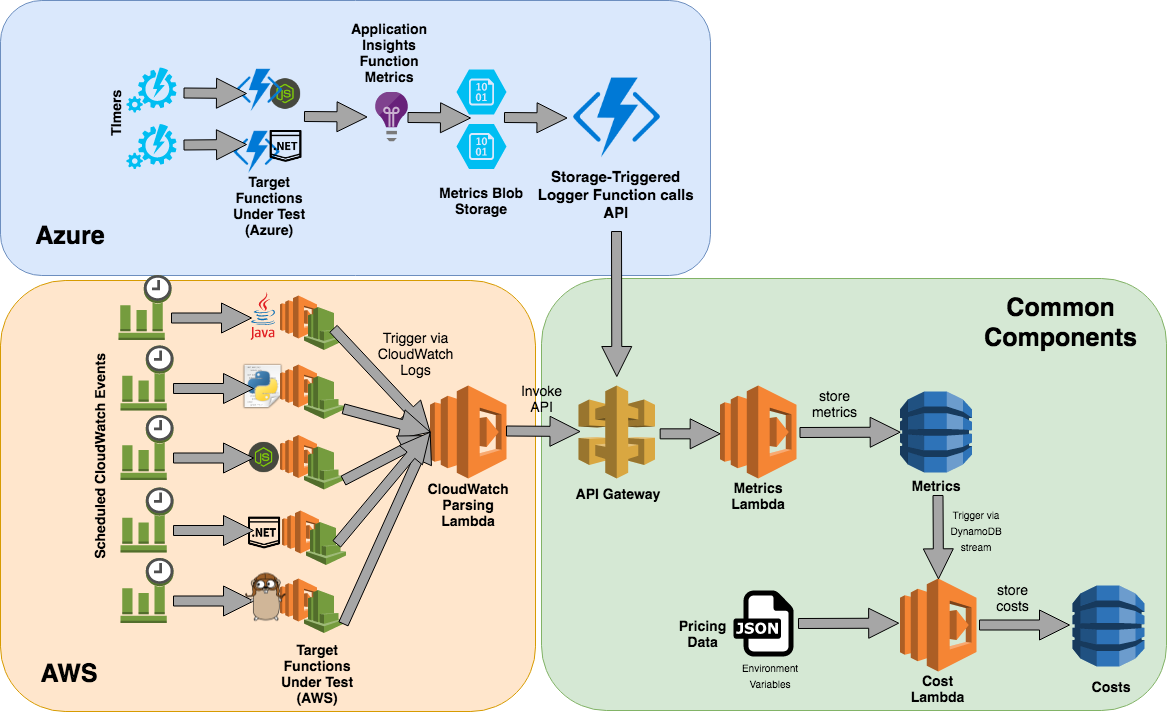 Application
Insights
Function
Metrics
Timers
JS
.NET
10
01
10
01
Target
Functions
Under Test
(Azure)
Metrics Blob
Storage
Storage-Triggered
Logger Function calls
API
Azure
Scheduled CloudWatch Events
Java
JS
.NET
Trigger via
CloudWatch
Logs
CloudWatch
Parsing
Lambda
Target
Functions
Under Test
(AWS)
AWS
Common
Components
Invoke
API
API Gateway
Metrics
Lambda
store
metrics
Metrics
Trigger via
DynamoDB
stream
Pricing
Data
JSON
Environment
Variables
Cost
Lambda
store
costs
Costs